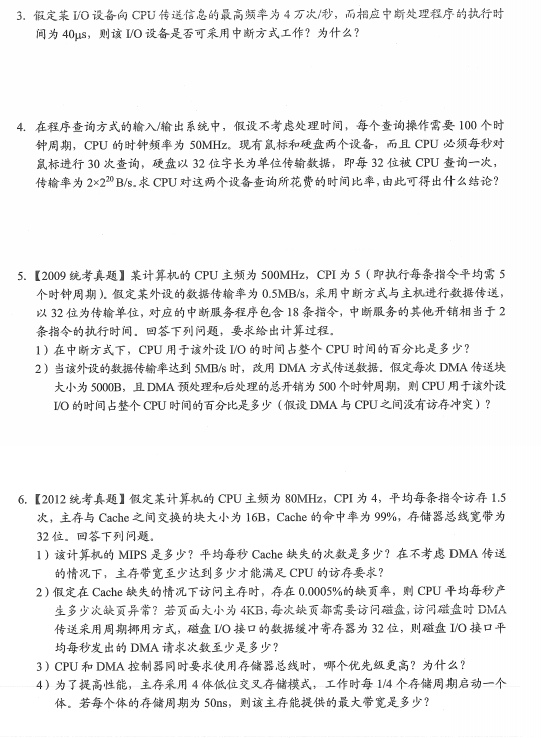 3. 假定某 I/O 设备向 CPU 传送信息的最高频率为 4 万次/秒，而相应中断处理程序的执行时
间为 40μs，则该 I/O 设备是否可采用中断方式工作？为什么？
4. 在程序查询方式的输入/输出系统中，假设不考虑处理时间，每个查询操作需要 100 个时
钟周期，CPU 的时钟频率为 50MHz。现有鼠标和硬盘两个设备，而且 CPU 必须每秒对
鼠标进行 30 次查询，硬盘以 32 位字长为单位传输数据，即每 32 位被 CPU 查询一次，
传输率为 2×2²⁰ B/s。求 CPU 对这两个设备查询所花费的时间比率，由此可得出什么结论？
5.【2009 统考真题】某计算机的 CPU 主频为 500MHz，CPI 为 5（即执行每条指令平均需 5
个时钟周期）。假定某外设的数据传输率为 0.5MB/s，采用中断方式与主机进行数据传送，
以 32 位为传输单位，对应的中断服务程序包含 18 条指令，中断服务的其他开销相当于 2
条指令的执行时间。回答下列问题，要求给出计算过程。
1）在中断方式下，CPU 用于该外设 I/O 的时间占整个 CPU 时间的百分比是多少？
2）当该外设的数据传输率达到 5MB/s 时，改用 DMA 方式传送数据。假定每次 DMA 传送块
大小为 5000B，且 DMA 预处理和后处理的总开销为 500 个时钟周期，则 CPU 用于该外设
I/O 的时间占整个 CPU 时间的百分比是多少（假设 DMA 与 CPU 之间没有访存冲突）？
6.【2012 统考真题】假定某计算机的 CPU 主频为 80MHz，CPI 为 4，平均每条指令访存 1.5
次，主存与 Cache 之间交换的块大小为 16B，Cache 的命中率为 99%，存储器总线宽带为
32 位。回答下列问题。
1）该计算机的 MIPS 是多少？平均每秒 Cache 缺失的次数是多少？在不考虑 DMA 传送
的情况下，主存带宽至少达到多少才能满足 CPU 的访存要求？
2）假定在 Cache 缺失的情况下访问主存时，存在 0.0005%的缺页率，则 CPU 平均每秒产
生多少次缺页异常？若页面大小为 4KB，每次缺页都需要访问磁盘，访问磁盘时 DMA
传送采用周期挪用方式，磁盘 I/O 接口的数据缓冲寄存器为 32 位，则磁盘 I/O 接口平
均每秒发出的 DMA 请求次数至少是多少？
3）CPU 和 DMA 控制器同时要求使用存储器总线时，哪个优先级更高？为什么？
4）为了提高性能，主存采用 4 体低位交叉存储模式，工作时每 1/4 个存储周期启动一个
体。若每个体的存储周期为 50ns，则该主存能提供的最大带宽是多少？